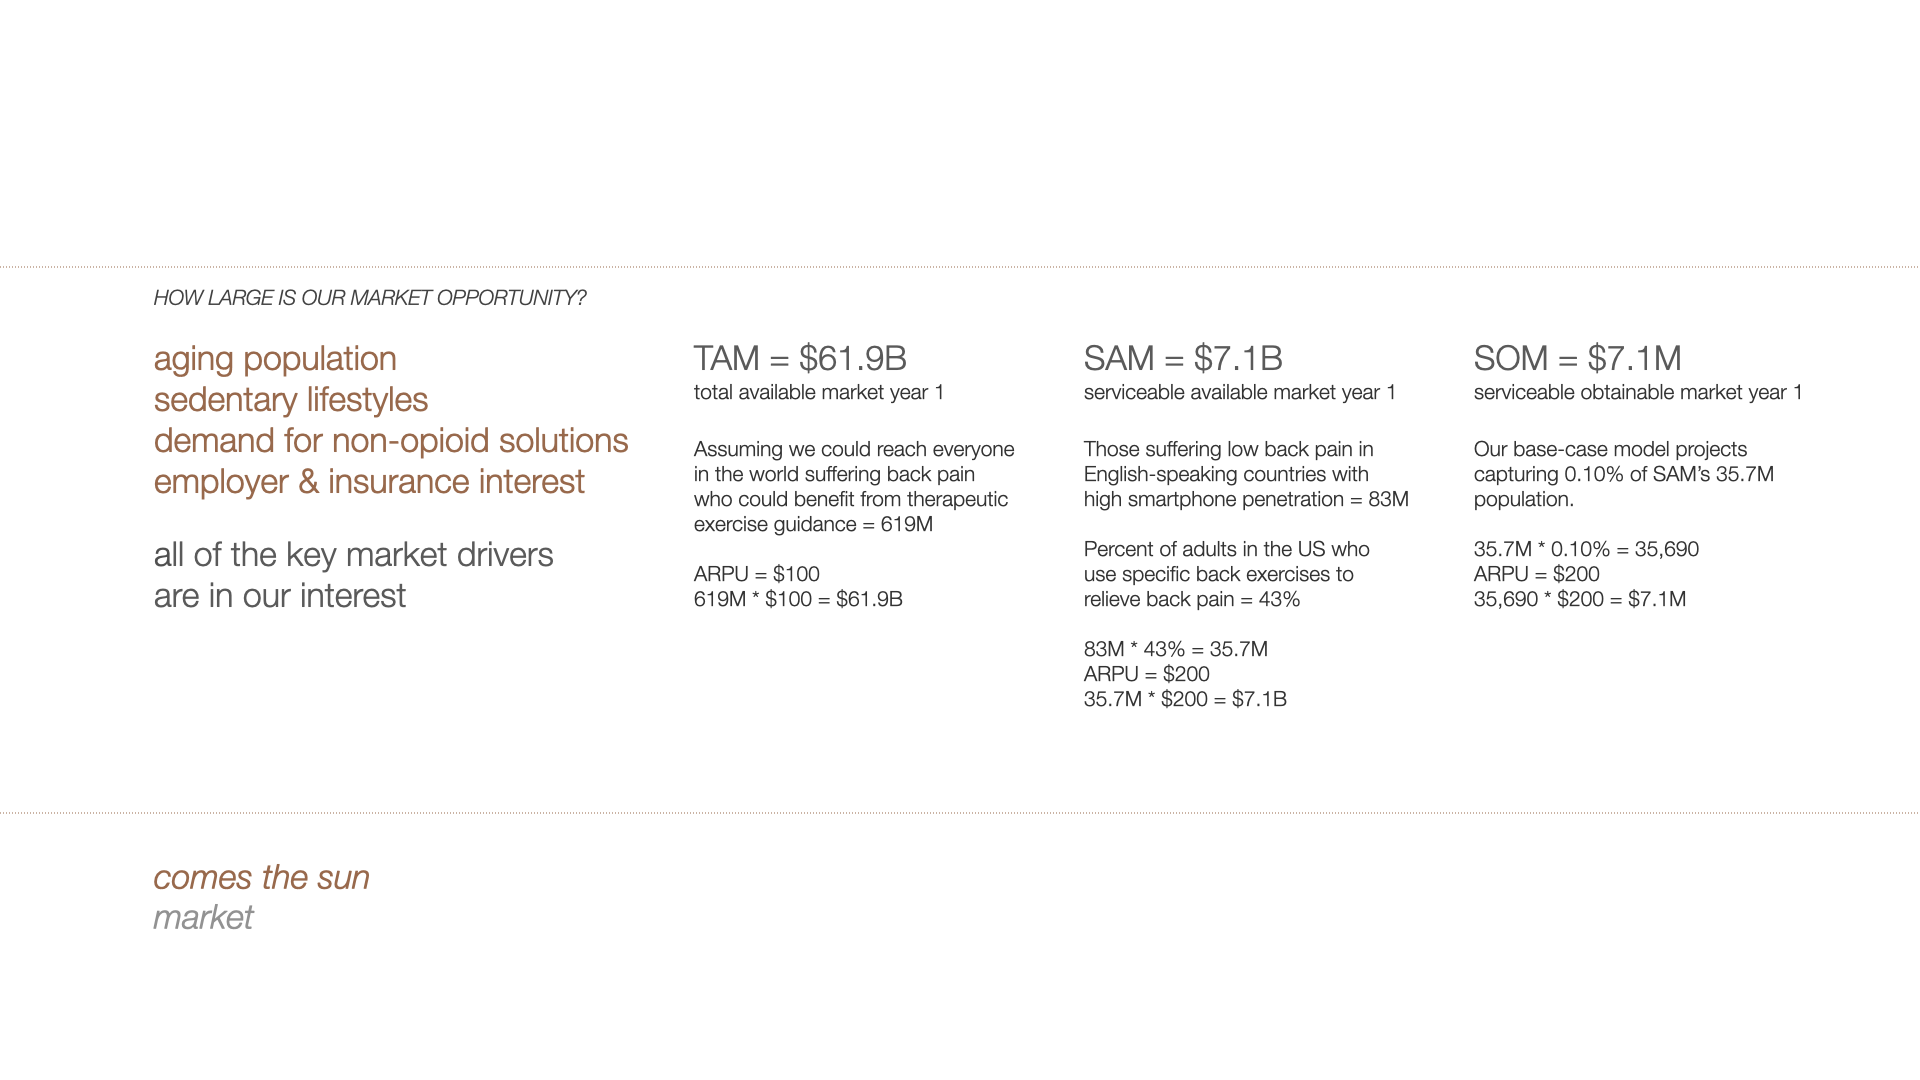 HOW LARGE IS OUR MARKET OPPORTUNITY?
aging population
sedentary lifestyles
demand for non-opioid solutions
employer & insurance interest
all of the key market drivers
are in our interest
TAM = $61.9B
total available market year 1
Assuming we could reach everyone
in the world suffering back pain
who could benefit from therapeutic
exercise guidance = 619M
ARPU = $100
619M * $100 = $61.9B
SAM = $7.1B
serviceable available market year 1
Those suffering low back pain in
English-speaking countries with
high smartphone penetration = 83M
Percent of adults in the US who
use specific back exercises to
relieve back pain = 43%
83M * 43% = 35.7M
ARPU = $200
35.7M * $200 = $7.1B
SOM = $7.1M
serviceable obtainable market year 1
Our base-case model projects
capturing 0.10% of SAM’s 35.7M
population.
35.7M * 0.10% = 35,690
ARPU = $200
35,690 * $200 = $7.1M
comes the sun
market